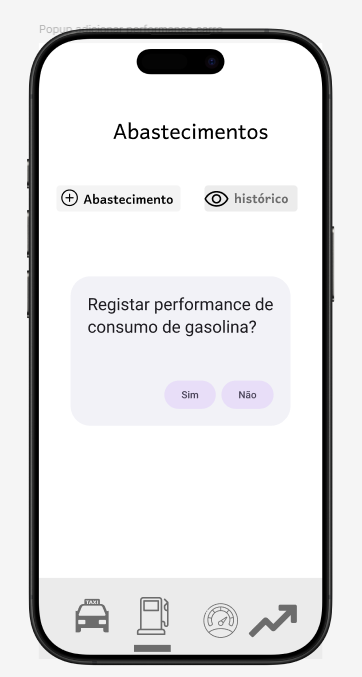 Popup adicionar performance carro
Abastecimentos
Abastecimento
histórico
Registar performance de
consumo de gasolina?
Sim
Não
TAXI